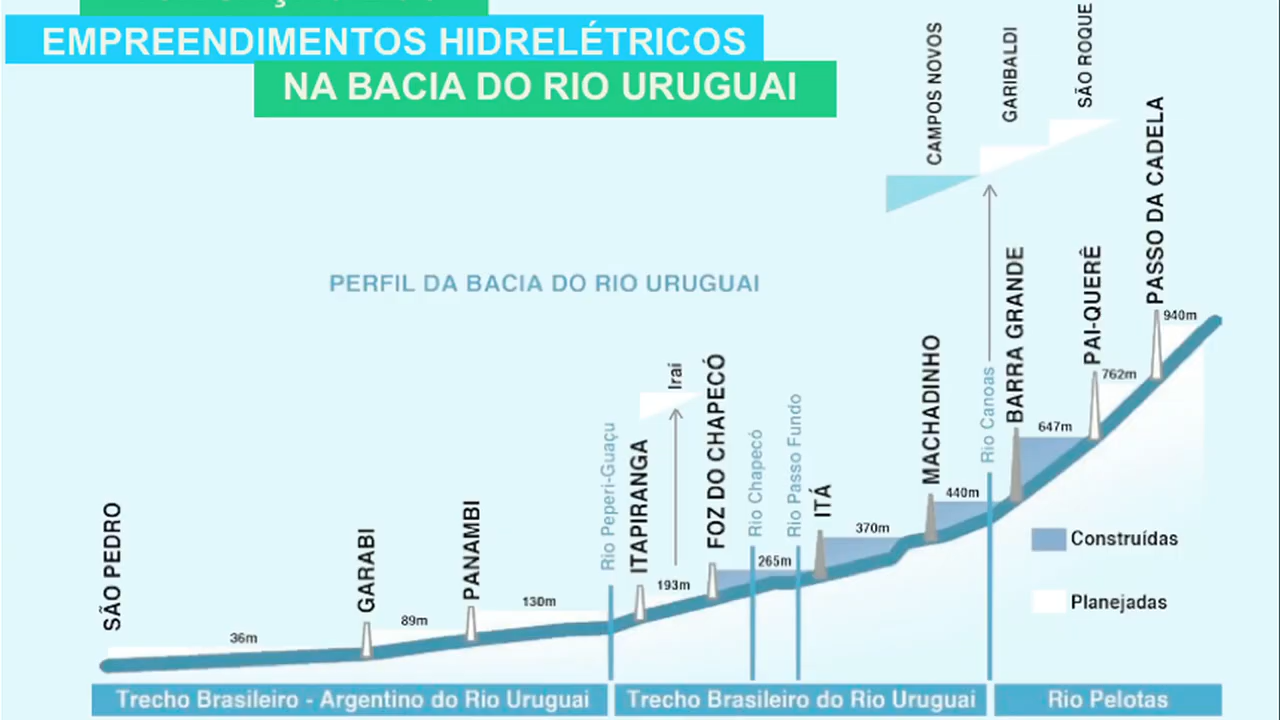 EMPREENDIMENTOS HIDRELÉTRICOS
NA BACIA DO RIO URUGUAI
CAMPOS NOVOS
GARIBALDI
SÃO ROQUE
PERFIL DA BACIA DO RIO URUGUAI
SÃO PEDRO
GARABI
PANAMBI
Rio Peperi-Guaçu
ITAPIRANGA
Iraí
FOZ DO CHAPECÓ
Rio Chapecó
Rio Passo Fundo
ITÁ
MACHADINHO
Rio Canoas
BARRA GRANDE
PAI-QUERÊ
PASSO DA CADELA
36m
89m
130m
193m
265m
370m
440m
647m
762m
940m
Construídas
Planejadas
Trecho Brasileiro - Argentino do Rio Uruguai
Trecho Brasileiro do Rio Uruguai
Rio Pelotas